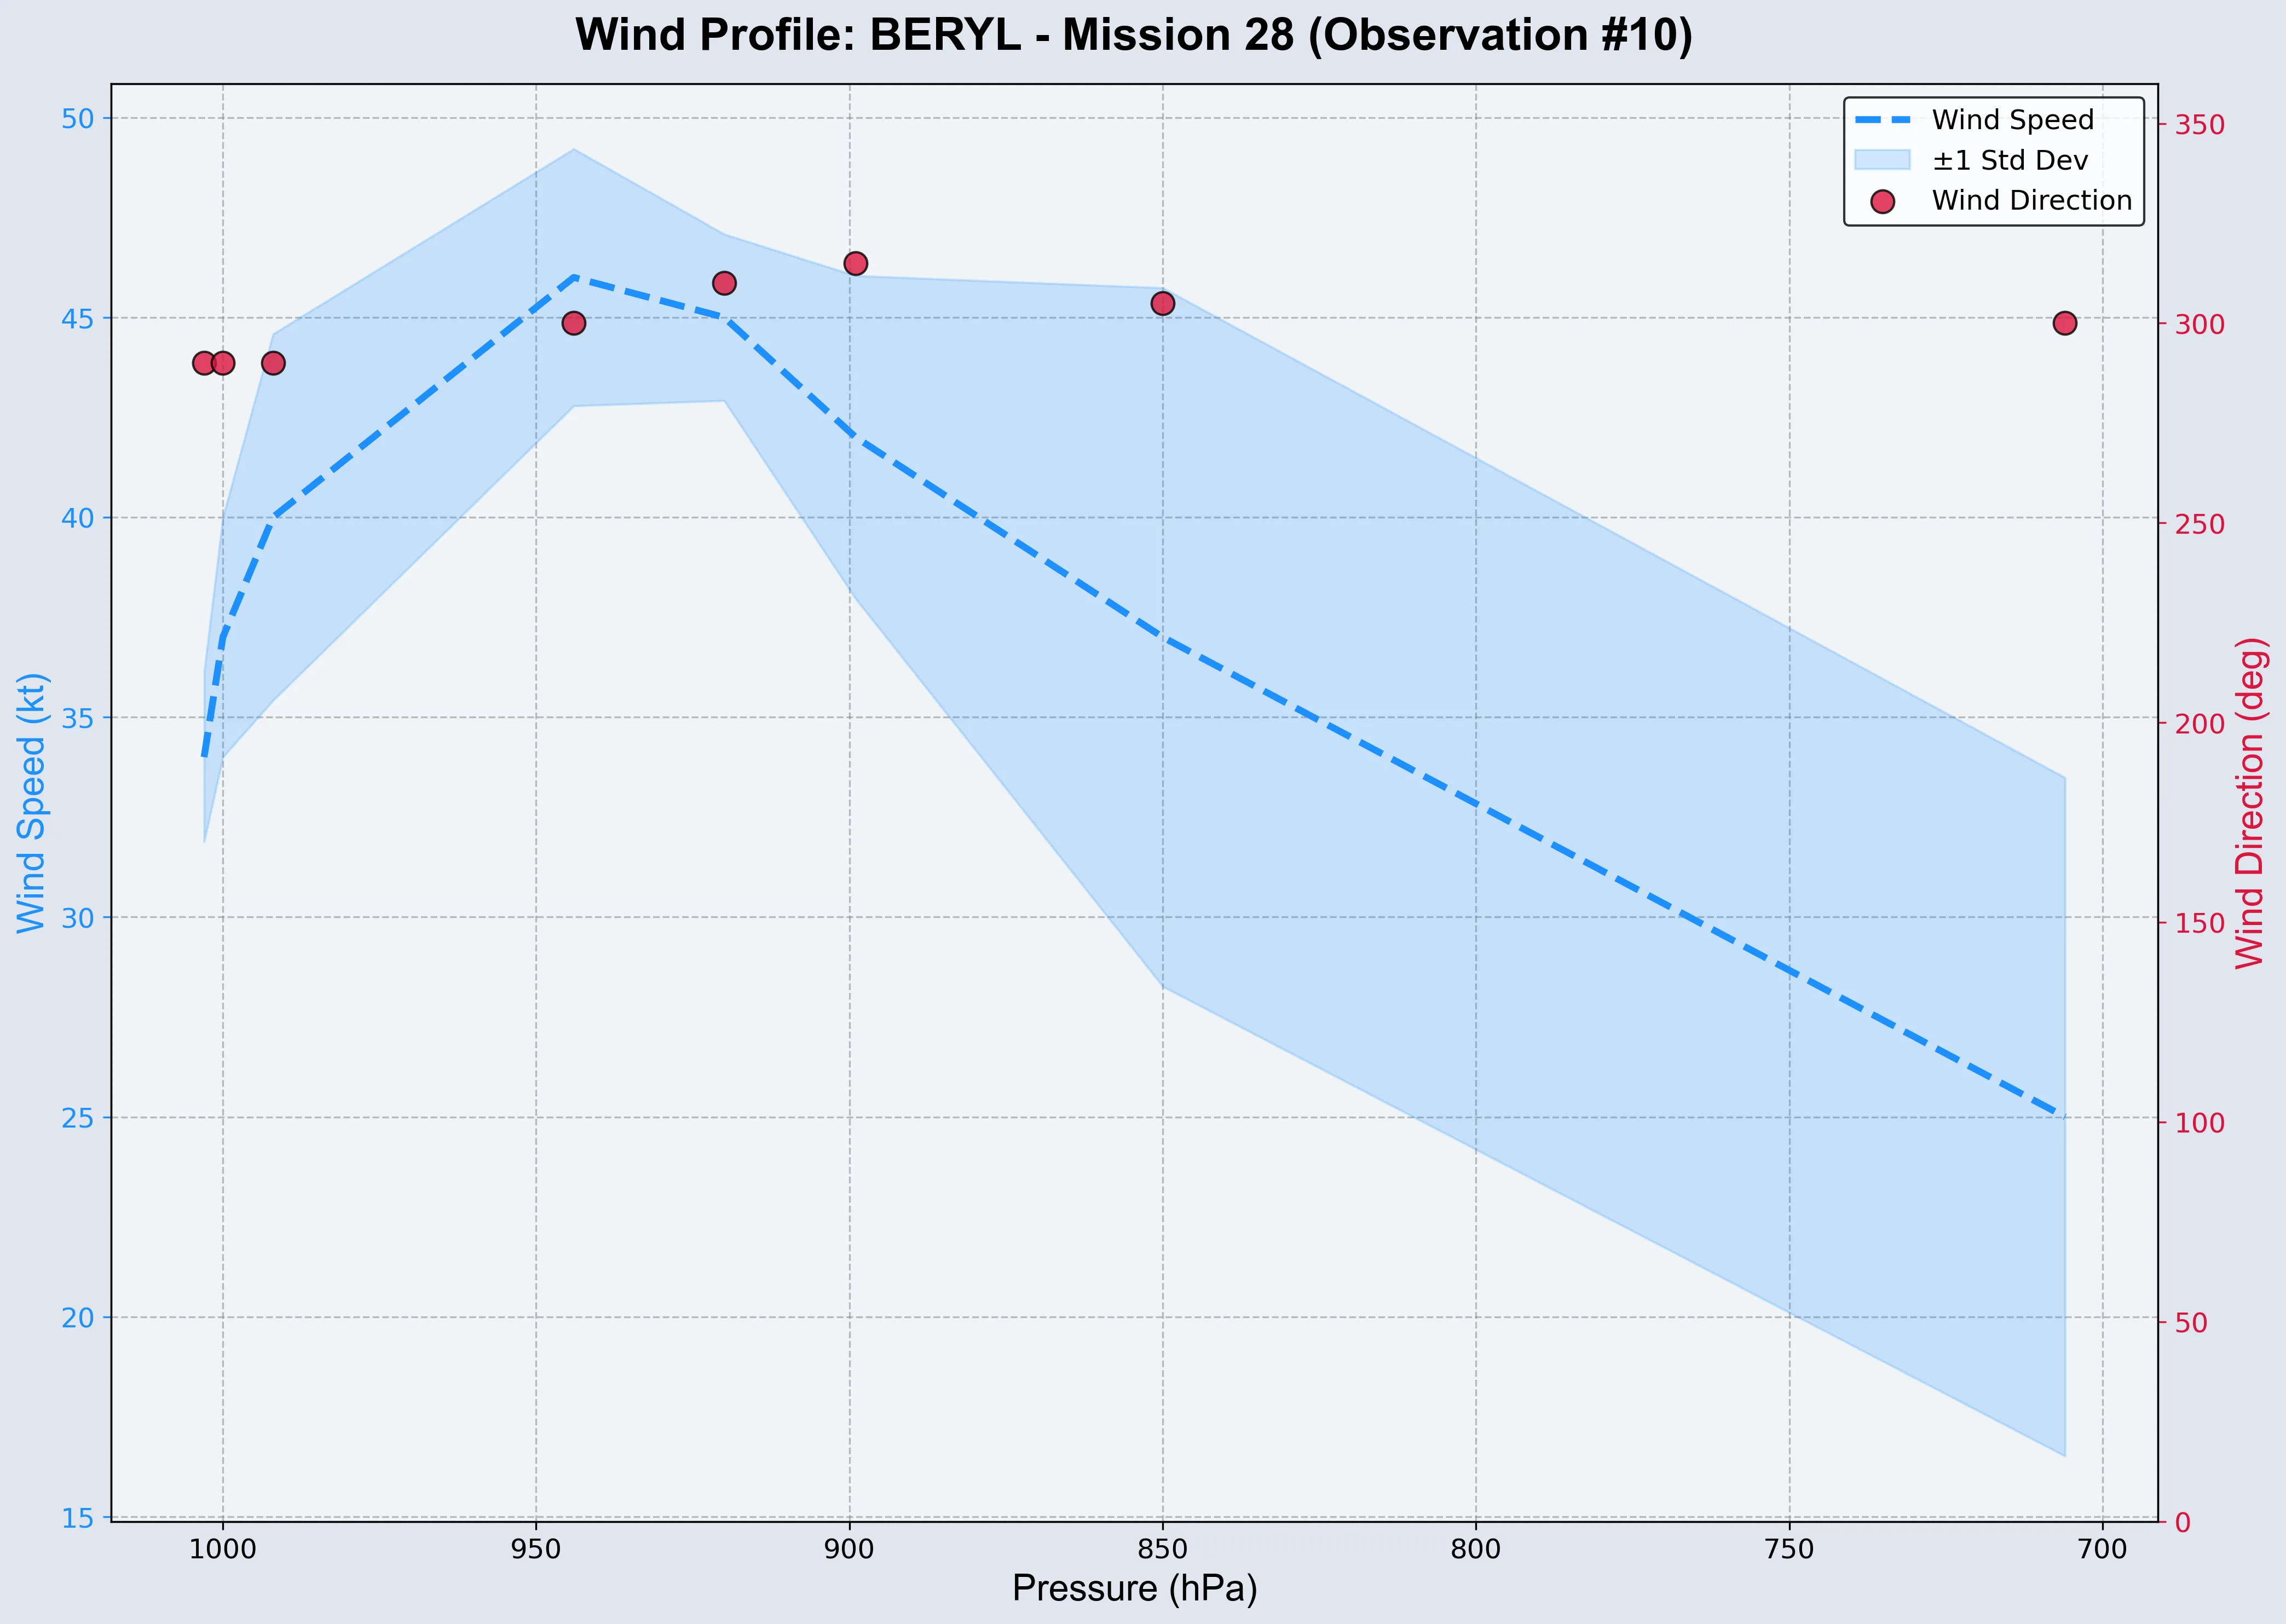 Wind Profile: BERYL - Mission 28 (Observation #10)
Wind Speed
±1 Std Dev
Wind Direction
Wind Speed (kt)
50
45
40
35
30
25
20
15
350
300
250
200
150
100
50
0
Wind Direction (deg)
1000 950 900 850 800 750 700
Pressure (hPa)